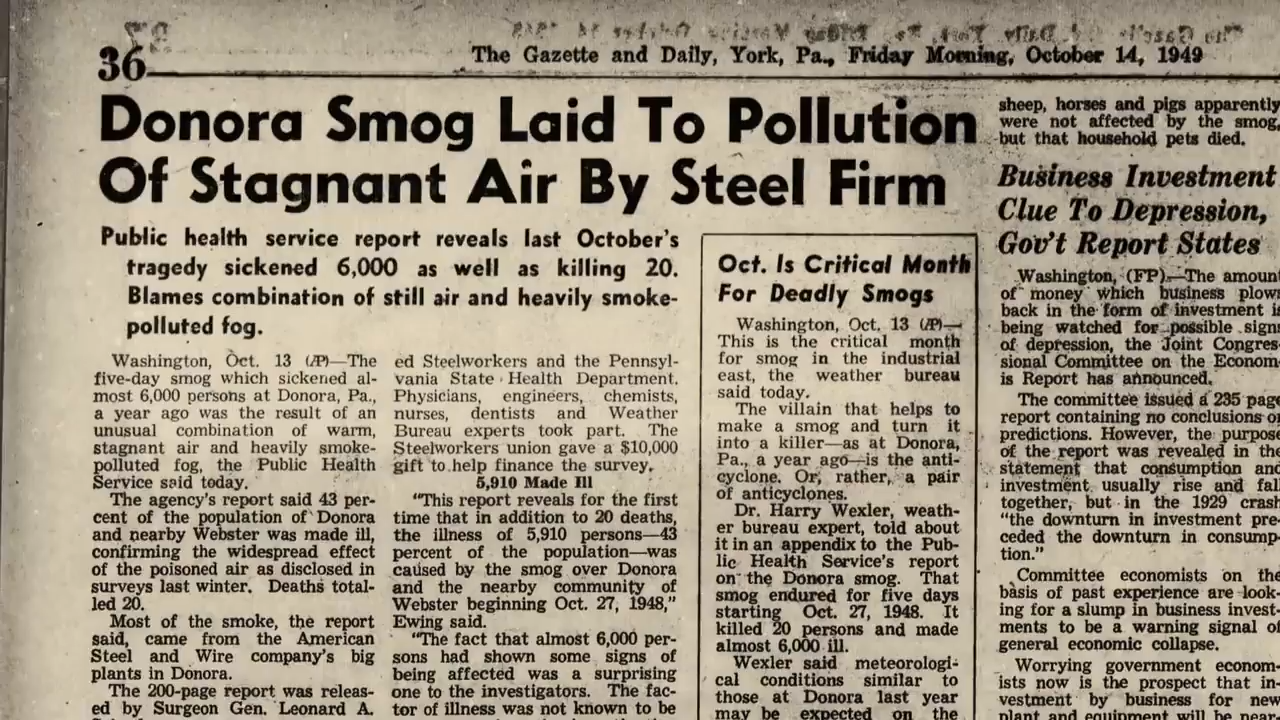 36
The Gazette and Daily, York, Pa., Friday Morning, October 14, 1949
Donora Smog Laid To Pollution
Of Stagnant Air By Steel Firm
Public health service report reveals last October's
tragedy sickened 6,000 as well as killing 20.
Blames combination of still air and heavily smoke-
polluted fog.
Washington, Oct. 13 (AP)—The
five-day smog which sickened al-
most 6,000 persons at Donora, Pa.,
a year ago was the result of an
unusual combination of warm,
stagnant air and heavily smoke-
polluted fog, the Public Health
Service said today.
The agency's report said 43 per-
cent of the population of Donora
and nearby Webster was made ill,
confirming the widespread effect
of the poisoned air as disclosed in
surveys last winter. Deaths total-
led 20.
Most of the smoke, the report
said, came from the American
Steel and Wire company's big
plants in Donora.
The 200-page report was releas-
ed by Surgeon Gen. Leonard A.
ed Steelworkers and the Pennsyl-
vania State Health Department.
Physicians, engineers, chemists,
nurses, dentists and Weather
Bureau experts took part. The
Steelworkers union gave a $10,000
gift to help finance the survey.
5,910 Made Ill
"This report reveals for the first
time that in addition to 20 deaths,
the illness of 5,910 persons—43
percent of the population—was
caused by the smog over Donora
and the nearby community of
Webster beginning Oct. 27, 1948,"
Ewing said.
"The fact that almost 6,000 per-
sons had shown some signs of
being affected was a surprising
one to the investigators. The fac-
tor of illness was not known to be
Oct. Is Critical Month
For Deadly Smogs
Washington, Oct. 13 (AP)—
This is the critical month
for smog in the industrial
east, the weather bureau
said today.
The villain that helps to
make a smog and turn it
into a killer—as at Donora,
Pa., a year ago—is the anti-
cyclone. Or, rather, a pair
of anticyclones.
Dr. Harry Wexler, weath-
er bureau expert, told about
it in an appendix to the Pub-
lic Health Service's report
on the Donora smog. That
smog endured for five days
starting Oct. 27, 1948. It
killed 20 persons and made
almost 6,000 ill.
Wexler said meteorologi-
cal conditions similar to
those at Donora last year
may be expected on the
sheep, horses and pigs apparently
were not affected by the smog,
but that household pets died.
Business Investment
Clue To Depression,
Gov't Report States
Washington, (FP).—The amount
of money which business plows
back in the form of investment is
being watched for possible signs
of depression, the Joint Congres-
sional Committee on the Econom-
ic Report has announced.
The committee issued a 235 page
report containing no conclusions or
predictions. However, the purpose
of the report was revealed in the
statement that consumption and
investment usually rise and fall
together, but in the 1929 crash
"the downturn in investment pre-
ceded the downturn in consump-
tion."
Committee economists on the
basis of past experience are look-
ing for a slump in business invest-
ments to be a warning signal of
general economic collapse.
Worrying government econom-
ists now is the prospect that in-
vestment by business for new
plant and equipment will be